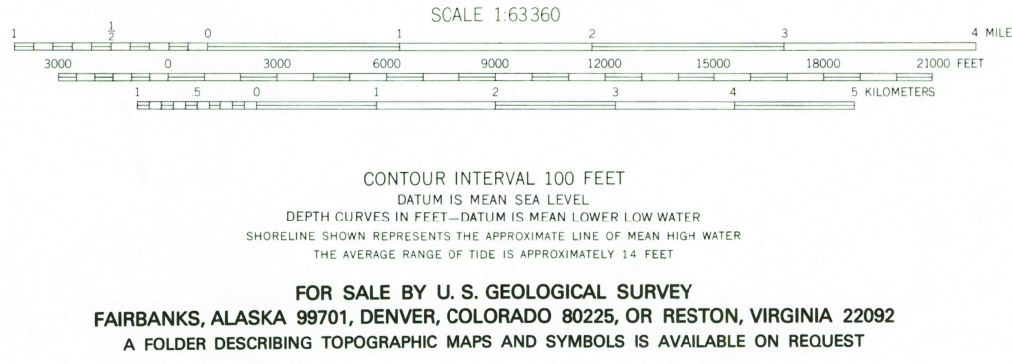 SCALE 1:63360
1 ½ 0 1 2 3 4 MILE
3000 0 3000 6000 9000 12000 15000 18000 21000 FEET
1 .5 0 1 2 3 4 5 KILOMETERS
CONTOUR INTERVAL 100 FEET
DATUM IS MEAN SEA LEVEL
DEPTH CURVES IN FEET—DATUM IS MEAN LOWER LOW WATER
SHORELINE SHOWN REPRESENTS THE APPROXIMATE LINE OF MEAN HIGH WATER
THE AVERAGE RANGE OF TIDE IS APPROXIMATELY 14 FEET
FOR SALE BY U. S. GEOLOGICAL SURVEY
FAIRBANKS, ALASKA 99701, DENVER, COLORADO 80225, OR RESTON, VIRGINIA 22092
A FOLDER DESCRIBING TOPOGRAPHIC MAPS AND SYMBOLS IS AVAILABLE ON REQUEST